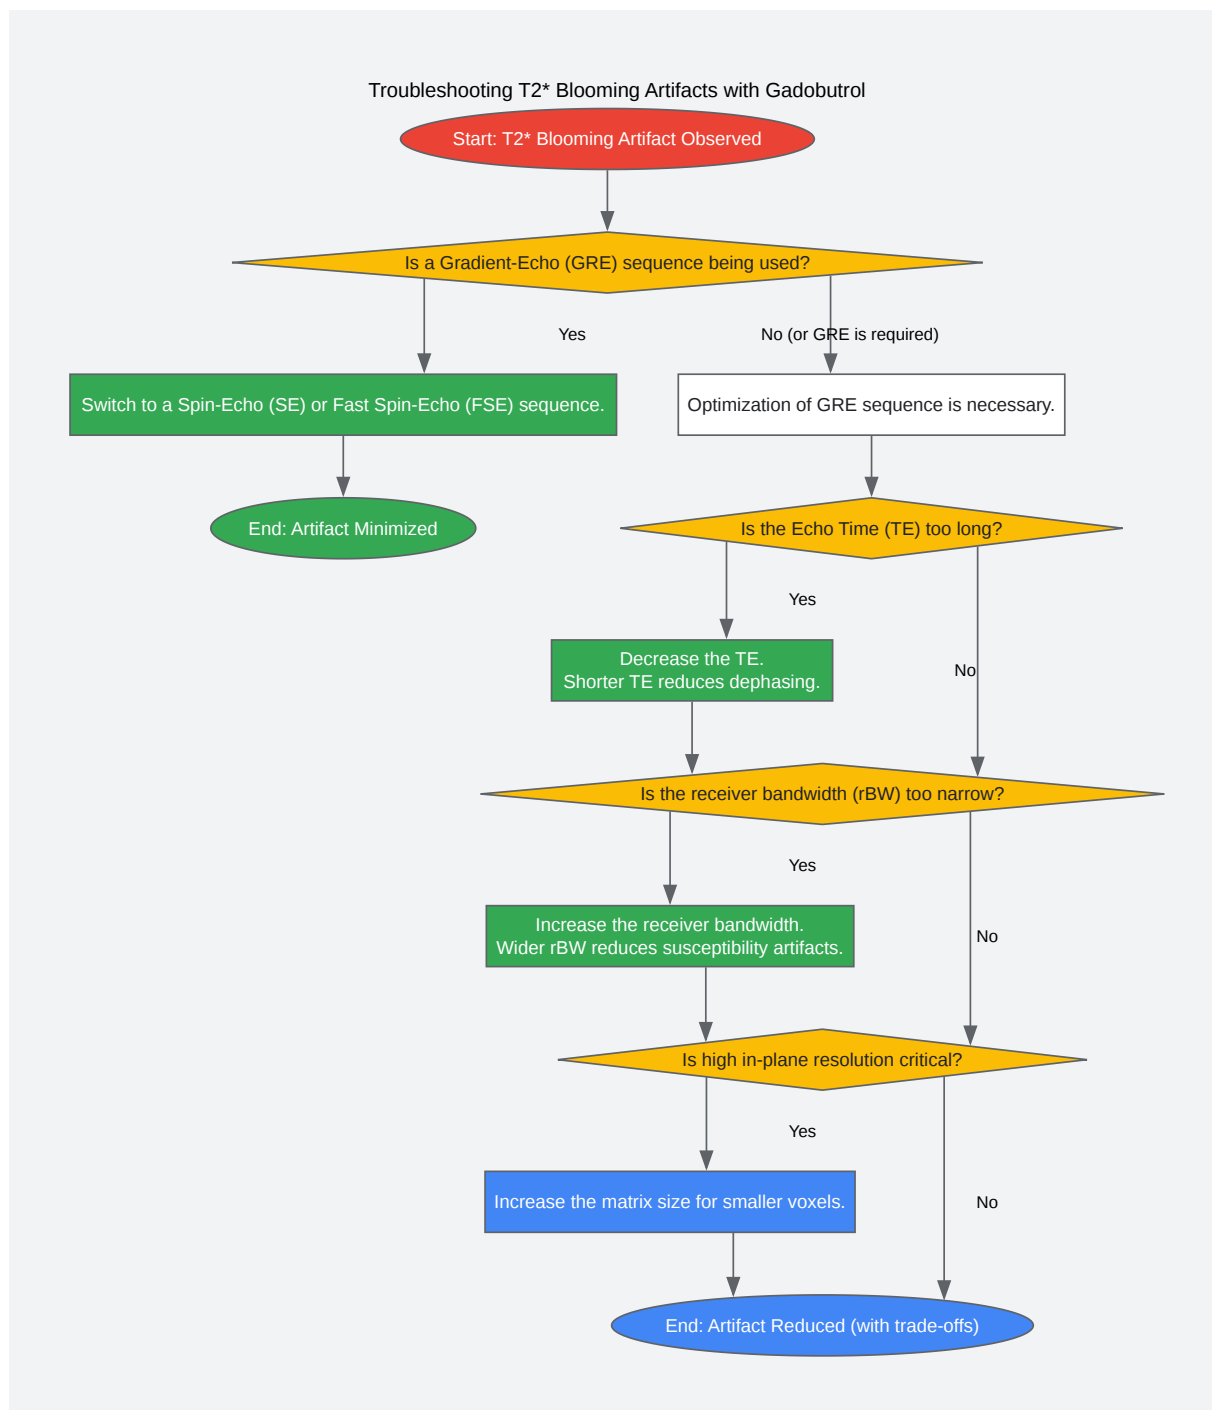 Troubleshooting T2* Blooming Artifacts with Gadobutrol
Start: T2* Blooming Artifact Observed
Is a Gradient-Echo (GRE) sequence being used?
Yes
No (or GRE is required)
Switch to a Spin-Echo (SE) or Fast Spin-Echo (FSE) sequence.
Optimization of GRE sequence is necessary.
End: Artifact Minimized
Is the Echo Time (TE) too long?
Yes
Decrease the TE.
Shorter TE reduces dephasing.
No
Is the receiver bandwidth (rBW) too narrow?
Yes
Increase the receiver bandwidth.
Wider rBW reduces susceptibility artifacts.
No
Is high in-plane resolution critical?
Yes
Increase the matrix size for smaller voxels.
No
End: Artifact Reduced (with trade-offs)